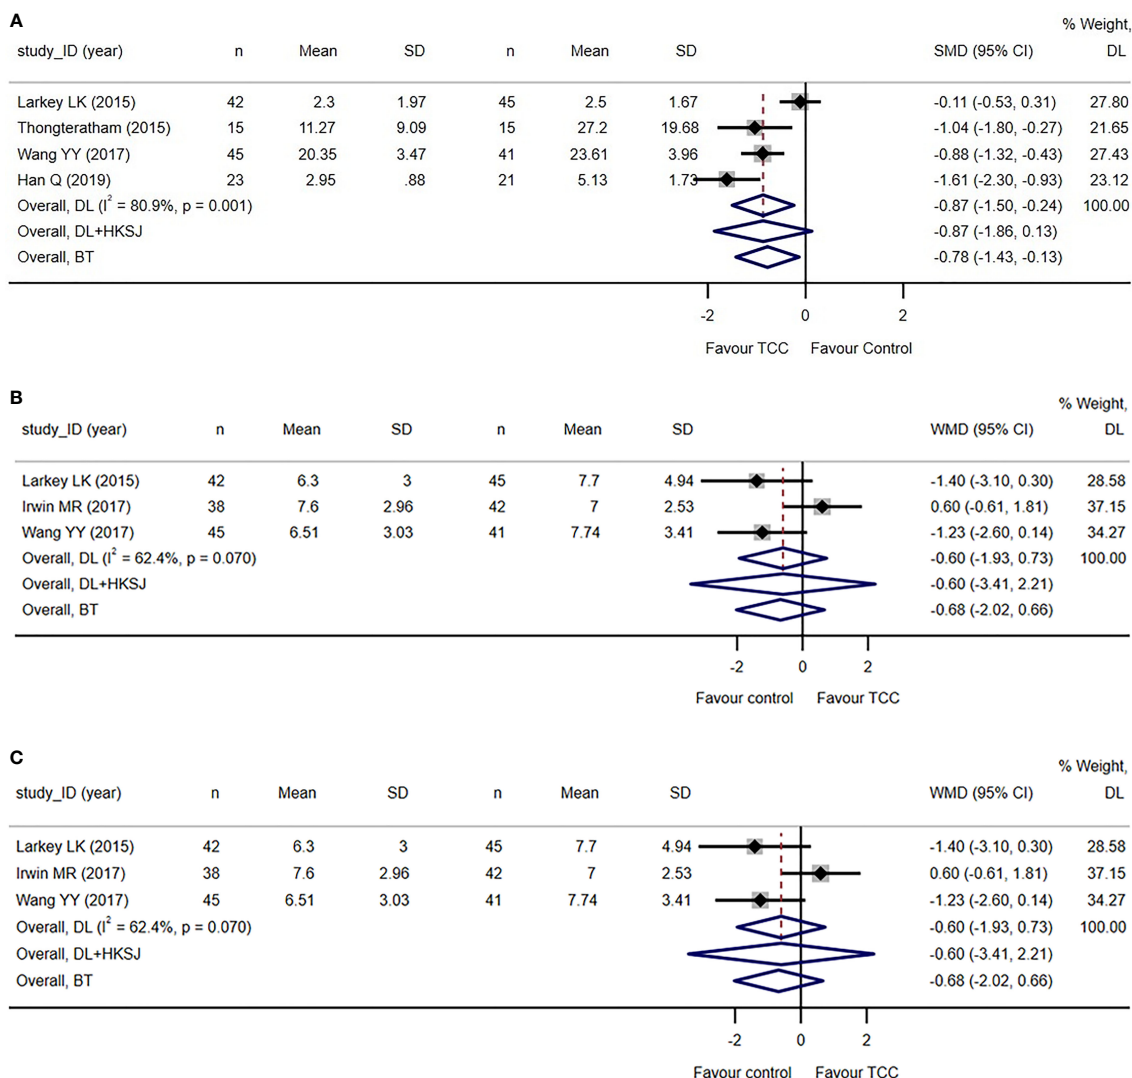 A
% Weight,
study_ID (year) n Mean SD n Mean SD SMD (95% CI) DL
Larkey LK (2015) 42 2.3 1.97 45 2.5 1.67 -0.11 (-0.53, 0.31) 27.80
Thongteratham (2015) 15 11.27 9.09 15 27.2 19.68 -1.04 (-1.80, -0.27) 21.65
Wang YY (2017) 45 20.35 3.47 41 23.61 3.96 -0.88 (-1.32, -0.43) 27.43
Han Q (2019) 23 2.95 .88 21 5.13 1.73 -1.61 (-2.30, -0.93) 23.12
Overall, DL (I² = 80.9%, p = 0.001) -0.87 (-1.50, -0.24) 100.00
Overall, DL+HKSJ -0.87 (-1.86, 0.13)
Overall, BT -0.78 (-1.43, -0.13)
-2 0 2
Favour TCC Favour Control
B
% Weight,
study_ID (year) n Mean SD n Mean SD WMD (95% CI) DL
Larkey LK (2015) 42 6.3 3 45 7.7 4.94 -1.40 (-3.10, 0.30) 28.58
Irwin MR (2017) 38 7.6 2.96 42 7 2.53 0.60 (-0.61, 1.81) 37.15
Wang YY (2017) 45 6.51 3.03 41 7.74 3.41 -1.23 (-2.60, 0.14) 34.27
Overall, DL (I² = 62.4%, p = 0.070) -0.60 (-1.93, 0.73) 100.00
Overall, DL+HKSJ -0.60 (-3.41, 2.21)
Overall, BT -0.68 (-2.02, 0.66)
-2 0 2
Favour control Favour TCC
C
% Weight,
study_ID (year) n Mean SD n Mean SD WMD (95% CI) DL
Larkey LK (2015) 42 6.3 3 45 7.7 4.94 -1.40 (-3.10, 0.30) 28.58
Irwin MR (2017) 38 7.6 2.96 42 7 2.53 0.60 (-0.61, 1.81) 37.15
Wang YY (2017) 45 6.51 3.03 41 7.74 3.41 -1.23 (-2.60, 0.14) 34.27
Overall, DL (I² = 62.4%, p = 0.070) -0.60 (-1.93, 0.73) 100.00
Overall, DL+HKSJ -0.60 (-3.41, 2.21)
Overall, BT -0.68 (-2.02, 0.66)
-2 0 2
Favour control Favour TCC